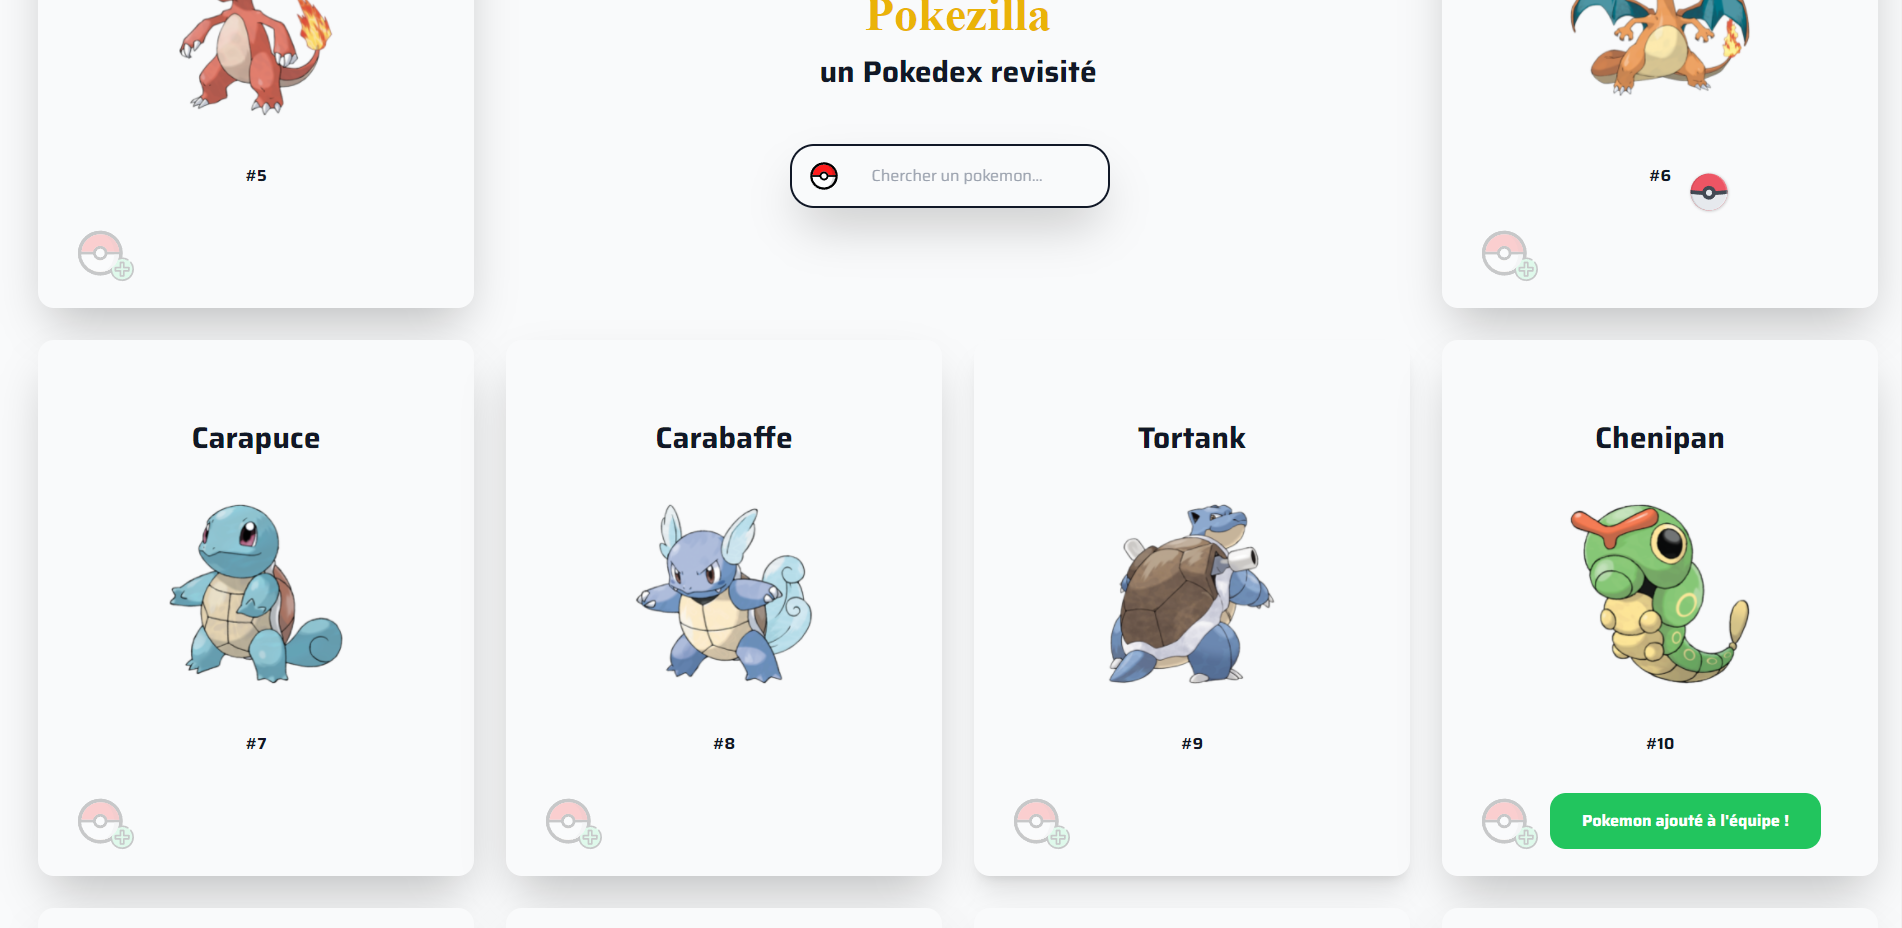 Pokezilla
un Pokedex revisité
Chercher un pokemon...
#5
#6
Carapuce
Carabaffe
Tortank
Chenipan
#7
#8
#9
#10
Pokemon ajouté à l'équipe !